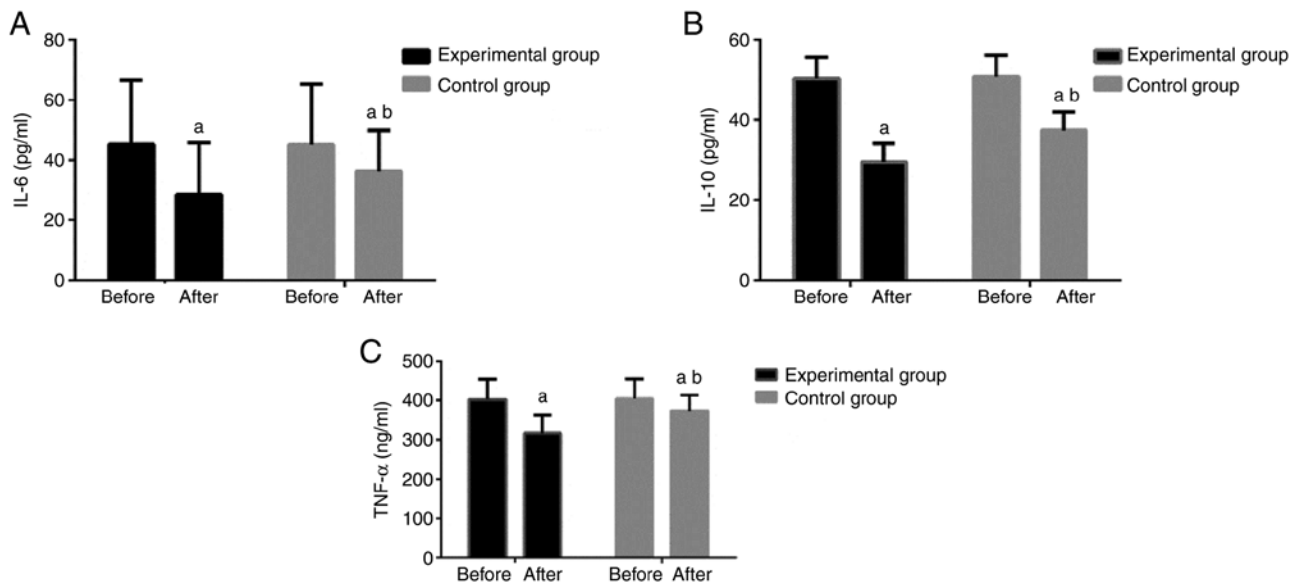 A
80
60
40
20
0
IL-6 (pg/ml)
a
a b
Before After Before After
Experimental group
Control group
B
60
40
20
0
IL-10 (pg/ml)
a
a b
Before After Before After
Experimental group
Control group
C
500
400
300
200
100
0
TNF-α (ng/ml)
a
a b
Before After Before After
Experimental group
Control group